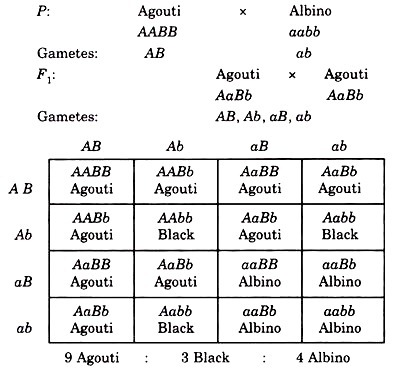 P: Agouti × Albino
AABB aabb
Gametes: AB ab
F1: Agouti × Agouti
AaBb AaBb
Gametes: AB, Ab, aB, ab
AB Ab aB ab
A B AABB AABb AaBB AaBb
Agouti Agouti Agouti Agouti
Ab AABb AAbb AaBb Aabb
Agouti Black Agouti Black
aB AaBB AaBb aaBB aaBb
Agouti Agouti Albino Albino
ab AaBb Aabb aaBb aabb
Agouti Black Albino Albino
9 Agouti : 3 Black : 4 Albino